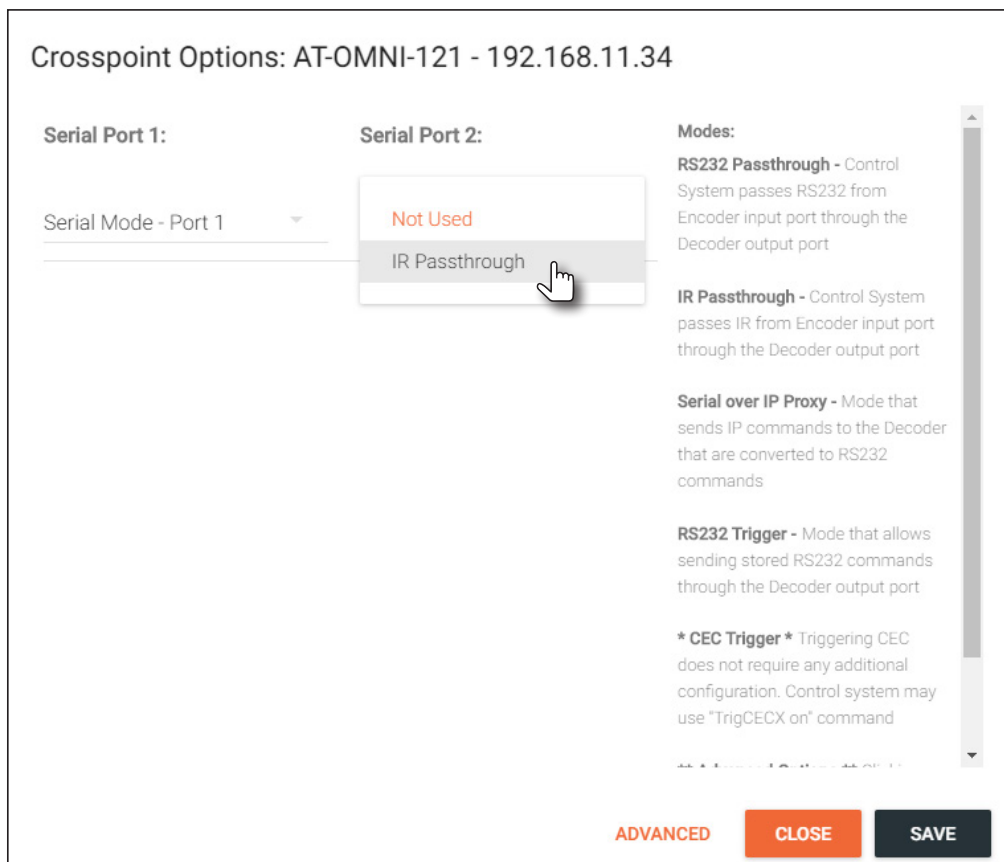 Crosspoint Options: AT-OMNI-121 - 192.168.11.34
Serial Port 1:
Serial Mode - Port 1
Serial Port 2:
Not Used
IR Passthrough
Modes:
RS232 Passthrough - Control
System passes RS232 from
Encoder input port through the
Decoder output port
IR Passthrough - Control System
passes IR from Encoder input port
through the Decoder output port
Serial over IP Proxy - Mode that
sends IP commands to the Decoder
that are converted to RS232
commands
RS232 Trigger - Mode that allows
sending stored RS232 commands
through the Decoder output port
* CEC Trigger * Triggering CEC
does not require any additional
configuration. Control system may
use "TrigCECX on" command
ADVANCED
CLOSE
SAVE